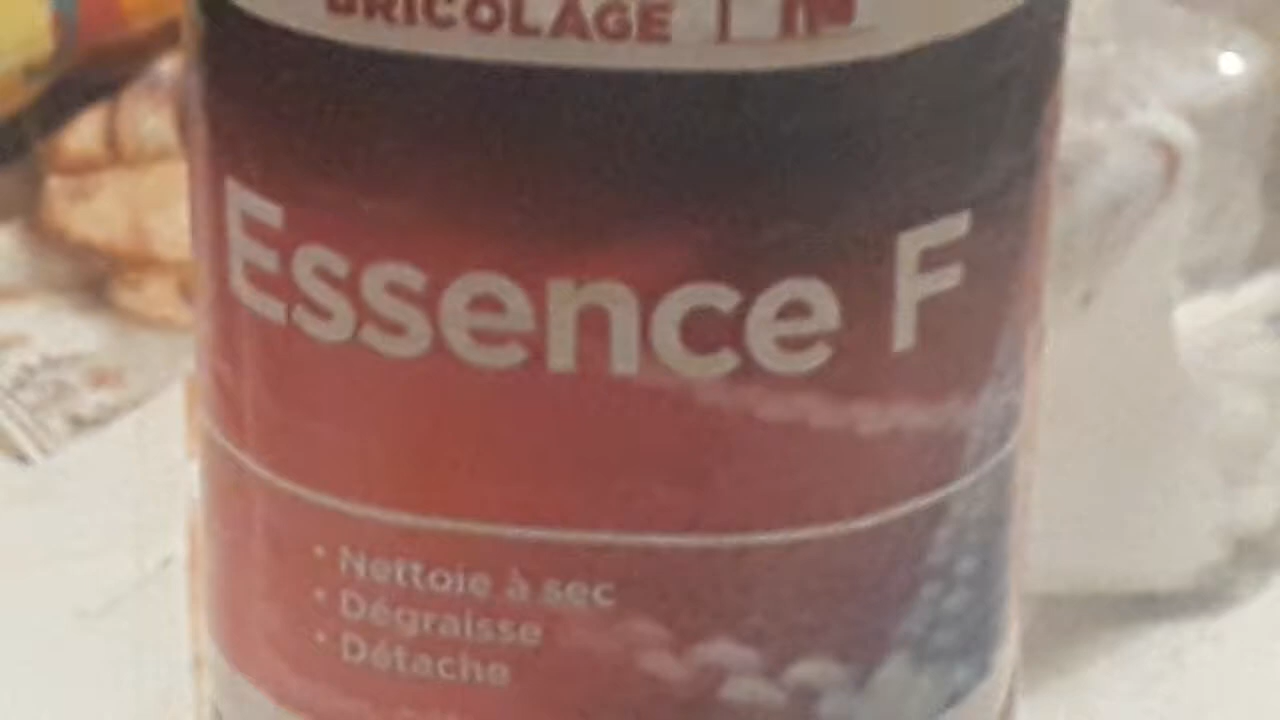 BRICOLAGE
Essence F
• Nettoie à sec
• Dégraisse
• Détache